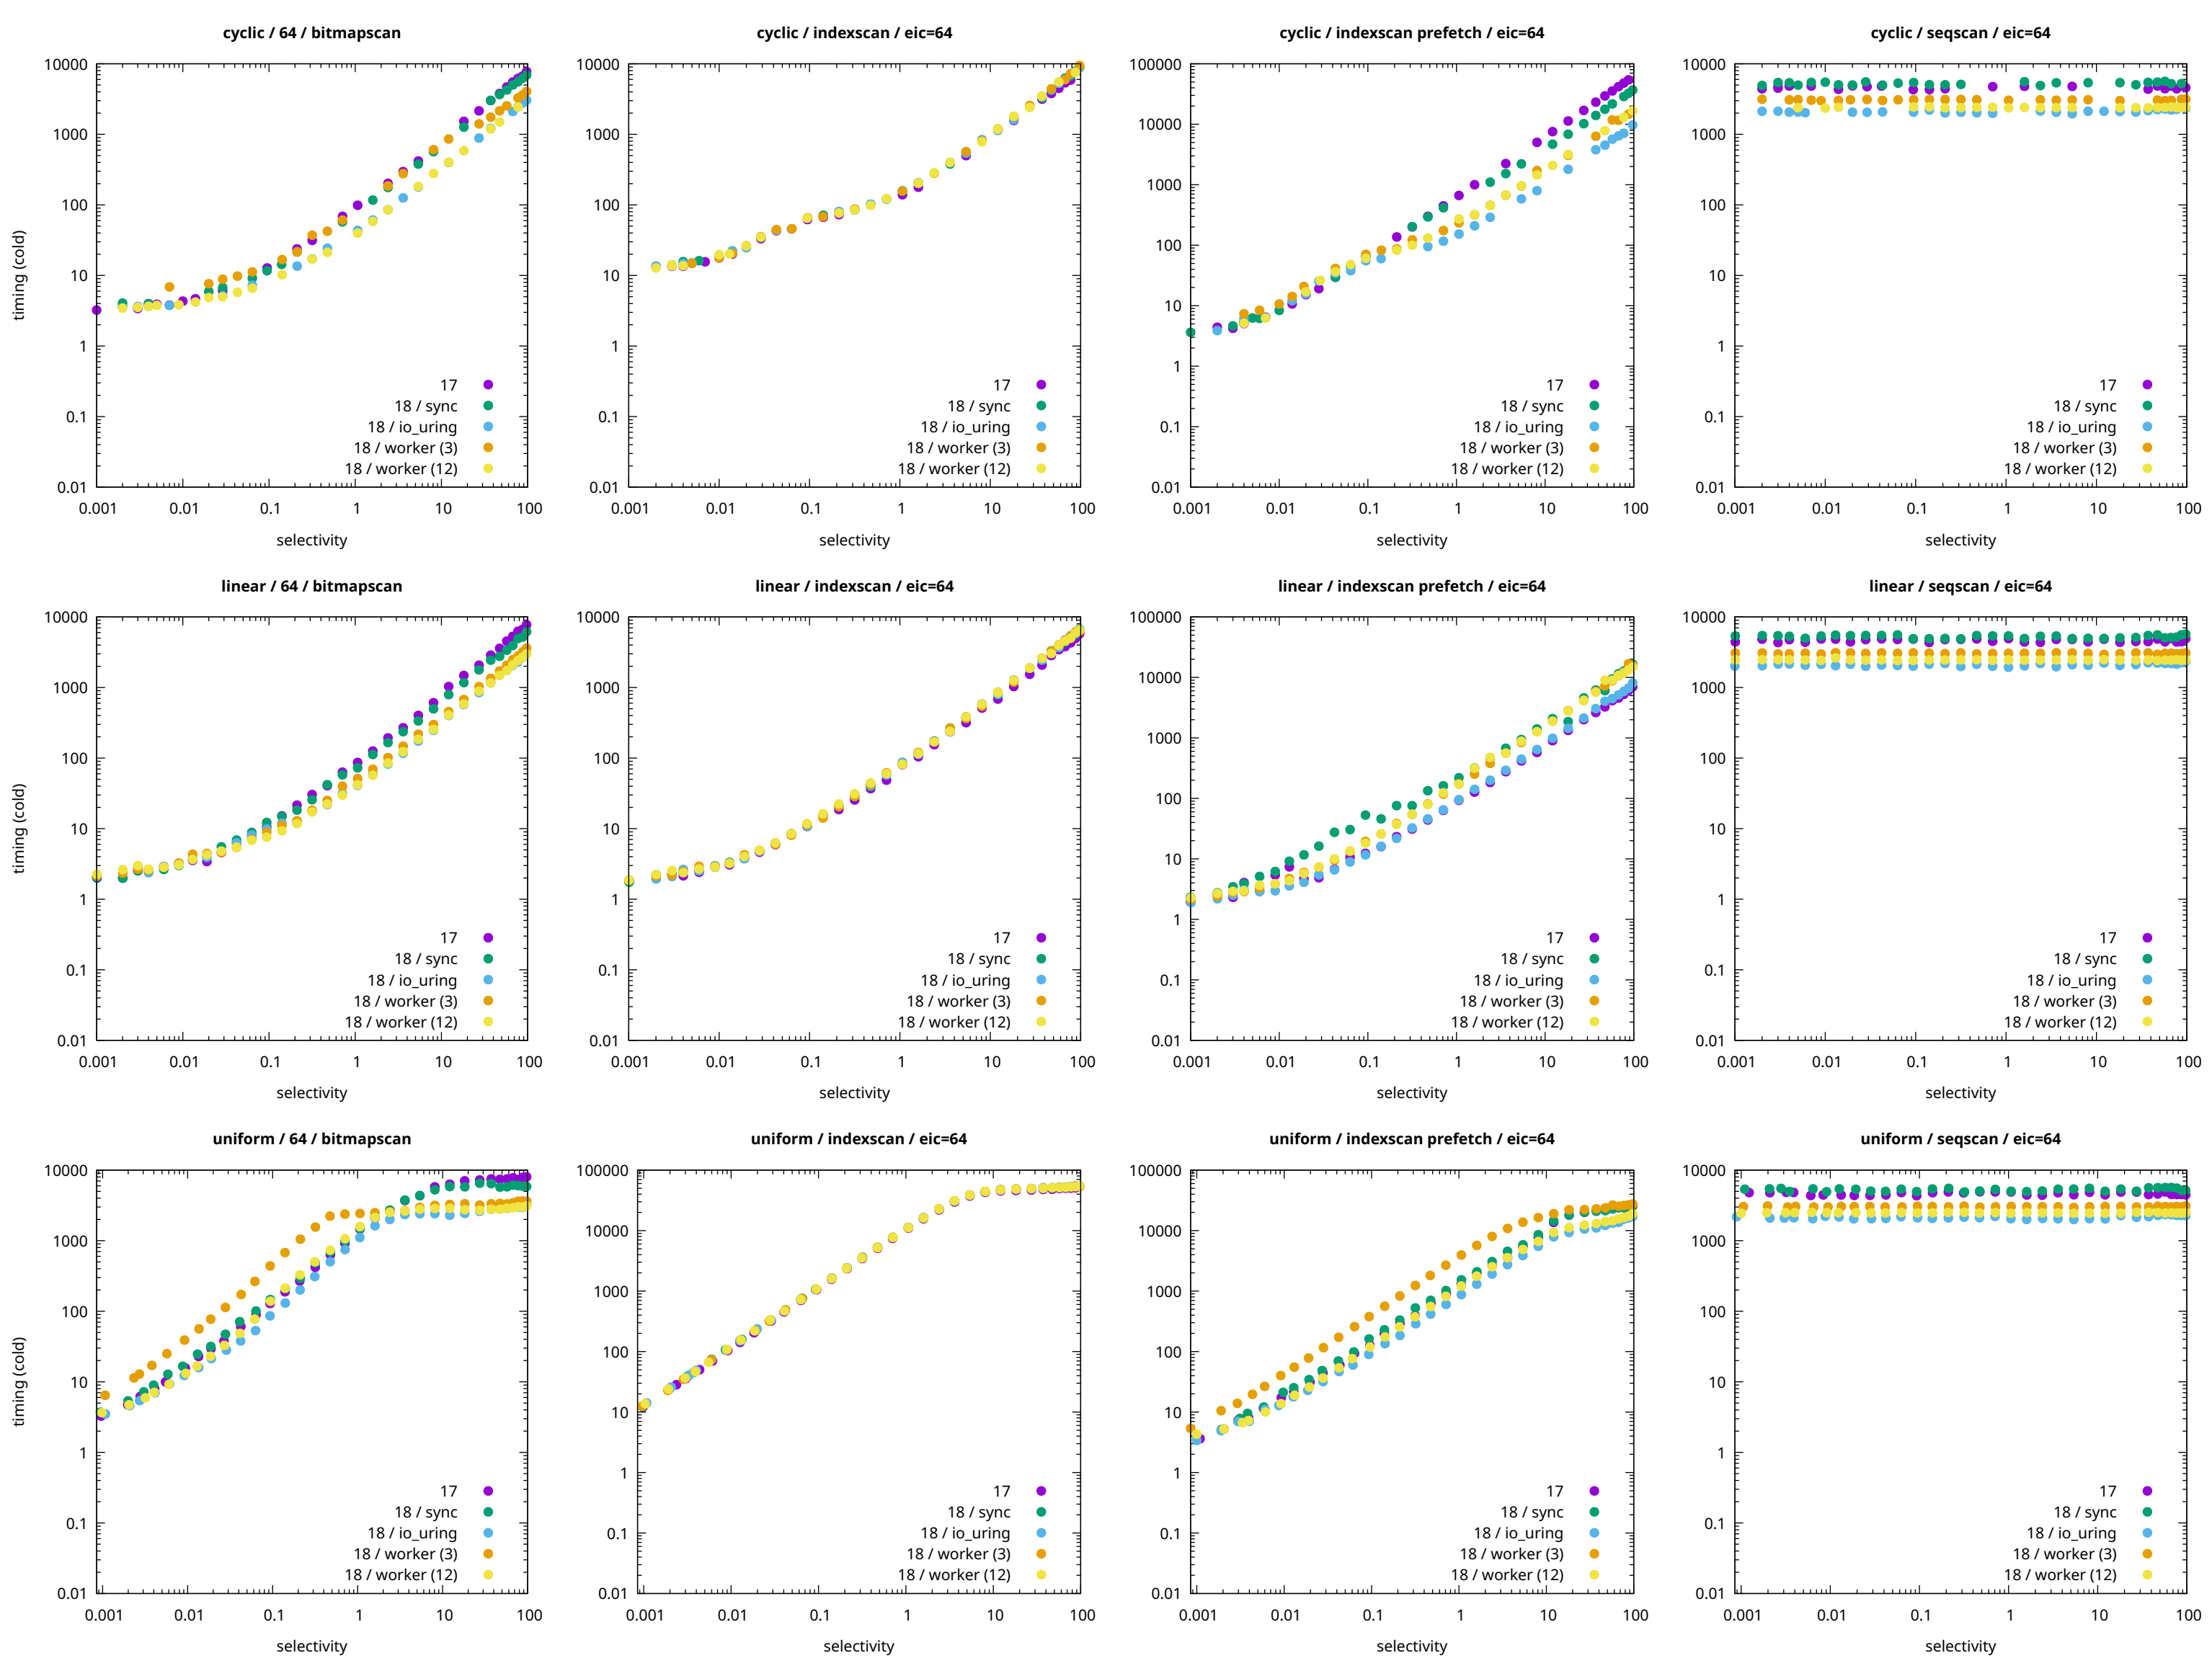 cyclic / 64 / bitmapscan
timing (cold)
10000
1000
100
10
1
0.1
0.01
17
18 / sync
18 / io_uring
18 / worker (3)
18 / worker (12)
0.001 0.01 0.1 1 10 100
selectivity
cyclic / indexscan / eic=64
10000
1000
100
10
1
0.1
0.01
17
18 / sync
18 / io_uring
18 / worker (3)
18 / worker (12)
0.001 0.01 0.1 1 10 100
selectivity
cyclic / indexscan prefetch / eic=64
100000
10000
1000
100
10
1
0.1
0.01
17
18 / sync
18 / io_uring
18 / worker (3)
18 / worker (12)
0.001 0.01 0.1 1 10 100
selectivity
cyclic / seqscan / eic=64
10000
1000
100
10
1
0.1
0.01
17
18 / sync
18 / io_uring
18 / worker (3)
18 / worker (12)
0.001 0.01 0.1 1 10 100
selectivity
linear / 64 / bitmapscan
timing (cold)
10000
1000
100
10
1
0.1
0.01
17
18 / sync
18 / io_uring
18 / worker (3)
18 / worker (12)
0.001 0.01 0.1 1 10 100
selectivity
linear / indexscan / eic=64
10000
1000
100
10
1
0.1
0.01
17
18 / sync
18 / io_uring
18 / worker (3)
18 / worker (12)
0.001 0.01 0.1 1 10 100
selectivity
linear / indexscan prefetch / eic=64
100000
10000
1000
100
10
1
0.1
0.01
17
18 / sync
18 / io_uring
18 / worker (3)
18 / worker (12)
0.001 0.01 0.1 1 10 100
selectivity
linear / seqscan / eic=64
10000
1000
100
10
1
0.1
0.01
17
18 / sync
18 / io_uring
18 / worker (3)
18 / worker (12)
0.001 0.01 0.1 1 10 100
selectivity
uniform / 64 / bitmapscan
timing (cold)
10000
1000
100
10
1
0.1
0.01
17
18 / sync
18 / io_uring
18 / worker (3)
18 / worker (12)
0.001 0.01 0.1 1 10 100
selectivity
uniform / indexscan / eic=64
100000
10000
1000
100
10
1
0.1
0.01
17
18 / sync
18 / io_uring
18 / worker (3)
18 / worker (12)
0.001 0.01 0.1 1 10 100
selectivity
uniform / indexscan prefetch / eic=64
100000
10000
1000
100
10
1
0.1
0.01
17
18 / sync
18 / io_uring
18 / worker (3)
18 / worker (12)
0.001 0.01 0.1 1 10 100
selectivity
uniform / seqscan / eic=64
10000
1000
100
10
1
0.1
0.01
17
18 / sync
18 / io_uring
18 / worker (3)
18 / worker (12)
0.001 0.01 0.1 1 10 100
selectivity